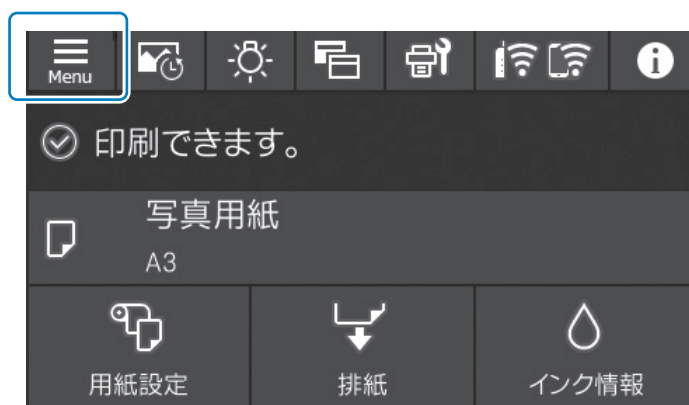 Menu
印刷できます。
写真用紙
A3
用紙設定
排紙
インク情報